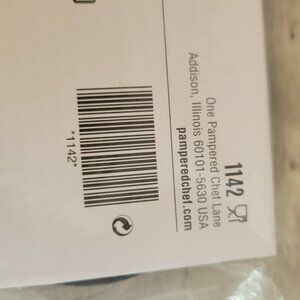 1142
One Pampered Chef Lane
Addison, Illinois 60101-5630 USA
pamperedchef.com
*1142*